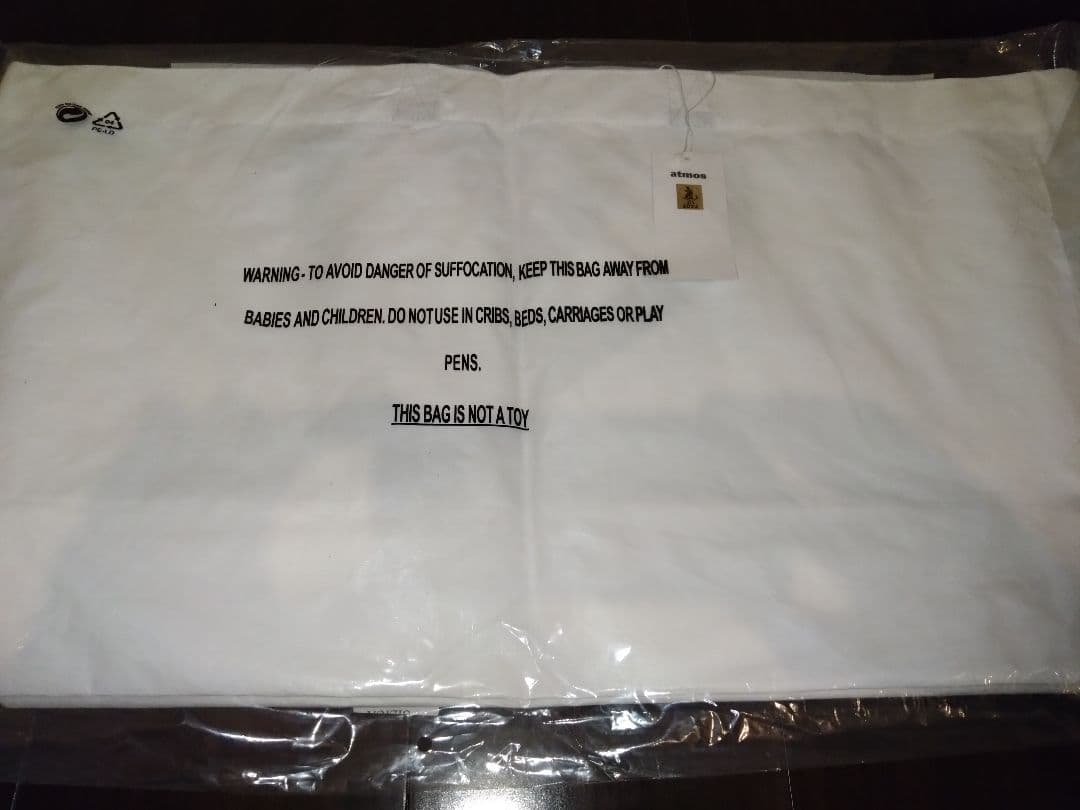 04
atmos
WARNING - TO AVOID DANGER OF SUFFOCATION, KEEP THIS BAG AWAY FROM
BABIES AND CHILDREN. DO NOT USE IN CRIBS, BEDS, CARRIAGES OR PLAY
PENS.
THIS BAG IS NOT A TOY